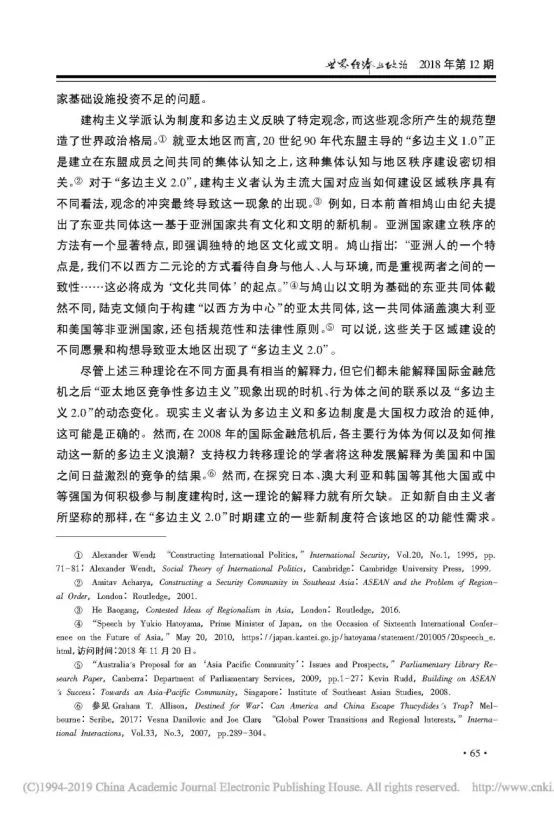 世界经济与政治 2018 年第 12 期
家基础设施投资不足的问题。
建构主义学派认为制度和多边主义反映了特定观念,而这些观念所产生的规范塑
造了世界政治格局。① 就亚太地区而言,20 世纪 90 年代东盟主导的“多边主义 1.0”正
是建立在东盟成员之间共同的集体认知之上,这种集体认知与地区秩序建设密切相
关。② 对于“多边主义 2.0”,建构主义者认为主流大国对应当如何建设区域秩序具有
不同看法,观念的冲突最终导致这一现象的出现。③ 例如,日本前首相鸠山由纪夫提
出了东亚共同体这一基于亚洲国家共有文化和文明的新机制。亚洲国家建立秩序的
方法有一个显著特点,即强调独特的地区文化或文明。鸠山指出:“亚洲人的一个特
点是,我们不以西方二元论的方式看待自身与他人、人与环境,而是重视两者之间的一
致性……这必将成为‘文化共同体’的起点。”④与鸠山以文明为基础的东亚共同体截
然不同,陆克文倾向于构建“以西方为中心”的亚太共同体,这一共同体涵盖澳大利亚
和美国等非亚洲国家,还包括规范性和法律性原则。⑤ 可以说,这些关于区域建设的
不同愿景和构想导致亚太地区出现了“多边主义 2.0”。
尽管上述三种理论在不同方面具有相当的解释力,但它们都未能解释国际金融危
机之后“亚太地区竞争性多边主义”现象出现的时机、行为体之间的联系以及“多边主
义 2.0”的动态变化。现实主义者认为多边主义和多边制度是大国权力政治的延伸,
这可能是正确的。然而,在 2008 年的国际金融危机后,各主要行为体为何以及如何推
动这一新的多边主义浪潮?支持权力转移理论的学者将这种发展解释为美国和中国
之间日益激烈的竞争的结果。⑥ 然而,在探究日本、澳大利亚和韩国等其他大国或中
等强国为何积极参与制度建构时,这一理论的解释力就有所欠缺。正如新自由主义者
所坚称的那样,在“多边主义 2.0”时期建立的一些新制度符合该地区的功能性需求。
① Alexander Wendt, “Constructing International Politics,” International Security, Vol.20, No.1, 1995, pp.
71-81; Alexander Wendt, Social Theory of International Politics, Cambridge: Cambridge University Press, 1999.
② Amitav Acharya, Constructing a Security Community in Southeast Asia: ASEAN and the Problem of Region-
al Order, London: Routledge, 2001.
③ He Baogang, Contested Ideas of Regionalism in Asia, London: Routledge, 2016.
④ “Speech by Yukio Hatoyama, Prime Minister of Japan, on the Occasion of Sixteenth International Confer-
ence on the Future of Asia,” May 20, 2010, https://japan.kantei.go.jp/hatoyama/statement/201005/20speech_e.
html,访问时间:2018 年 11 月 20 日。
⑤ “Australia's Proposal for an ‘Asia Pacific Community’: Issues and Prospects,” Parliamentary Library Re-
search Paper, Canberra: Department of Parliamentary Services, 2009, pp.1-27; Kevin Rudd, Building on ASEAN
's Success: Towards an Asia-Pacific Community, Singapore: Institute of Southeast Asian Studies, 2008.
⑥ 参见 Graham T. Allison, Destined for War: Can America and China Escape Thucydides's Trap? Mel-
bourne: Scribe, 2017; Vesna Danilovic and Joe Clare, “Global Power Transitions and Regional Interests,” Interna-
tional Interactions, Vol.33, No.3, 2007, pp.289-304。
· 65 ·
(C)1994-2019 China Academic Journal Electronic Publishing House. All rights reserved. http://www.cnki.